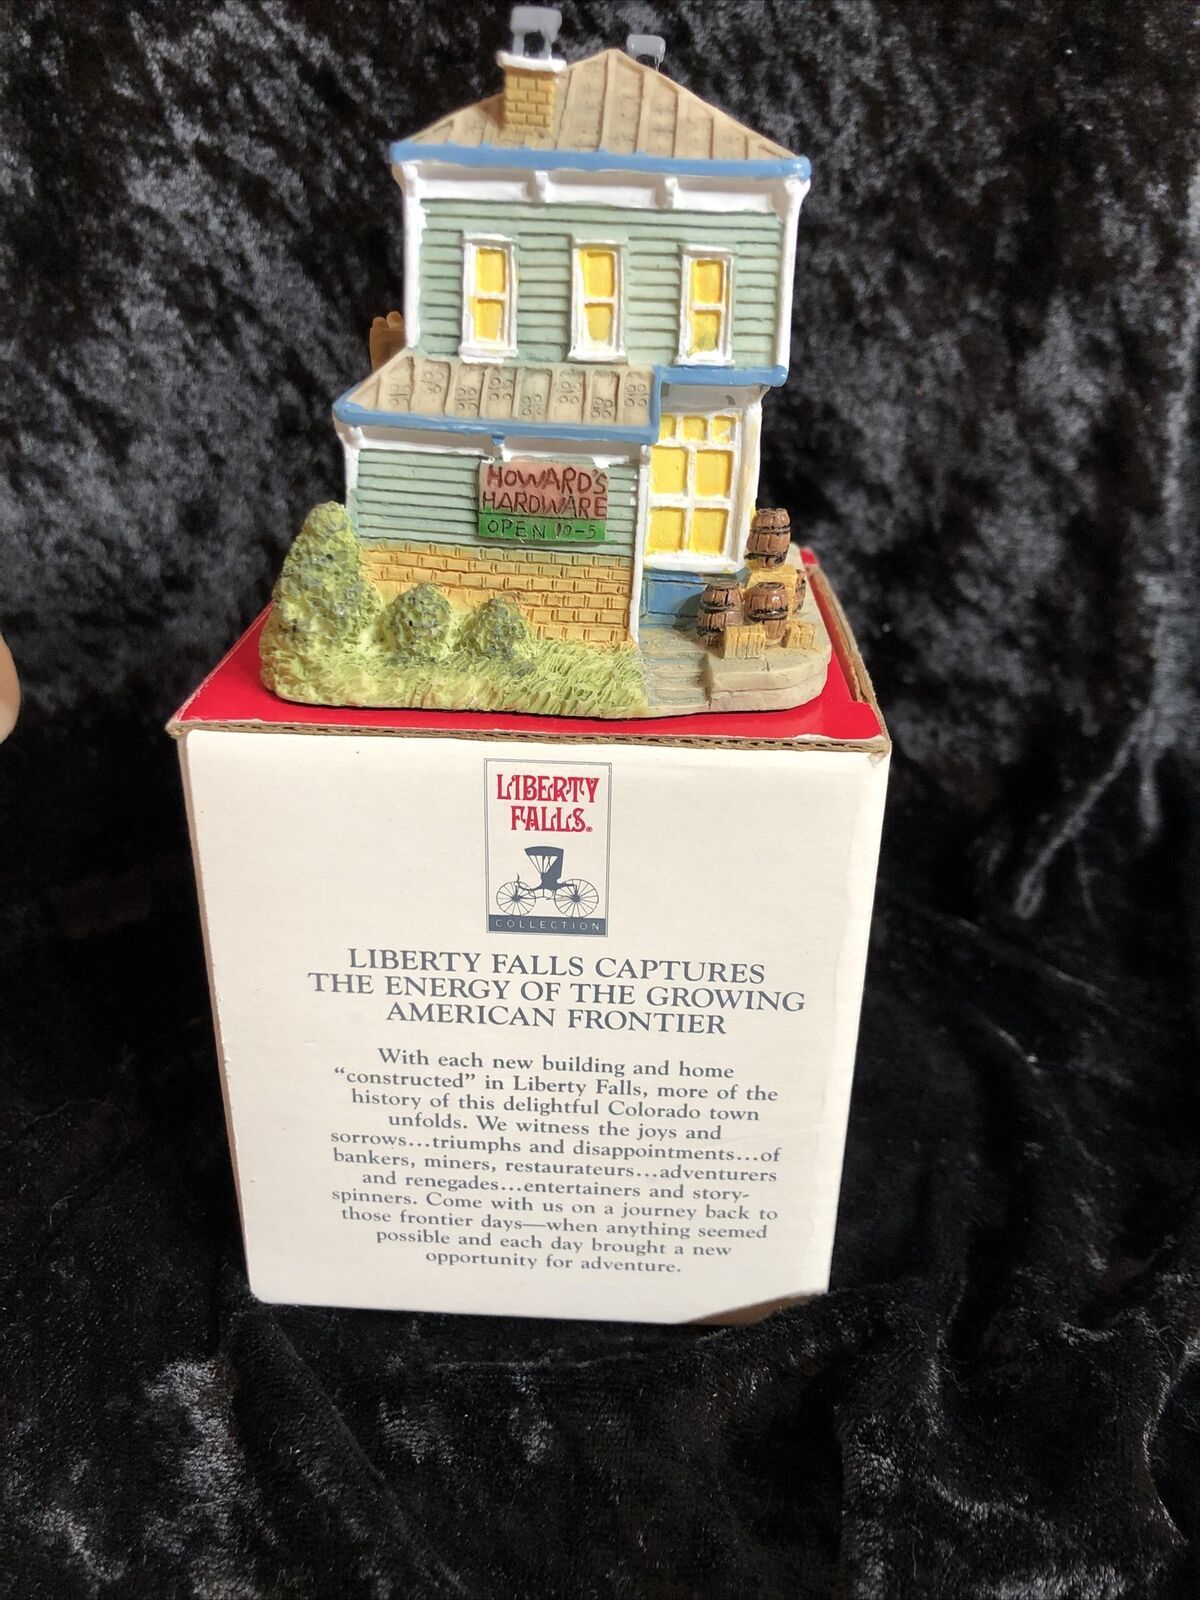 HOWARD'S
HARDWARE
OPEN 10-5
LIBERTY
FALLS®
COLLECTION
LIBERTY FALLS CAPTURES
THE ENERGY OF THE GROWING
AMERICAN FRONTIER
With each new building and home
“constructed” in Liberty Falls, more of the
history of this delightful Colorado town
unfolds. We witness the joys and
sorrows...triumphs and disappointments...of
bankers, miners, restaurateurs...adventurers
and renegades...entertainers and story-
spinners. Come with us on a journey back to
those frontier days—when anything seemed
possible and each day brought a new
opportunity for adventure.